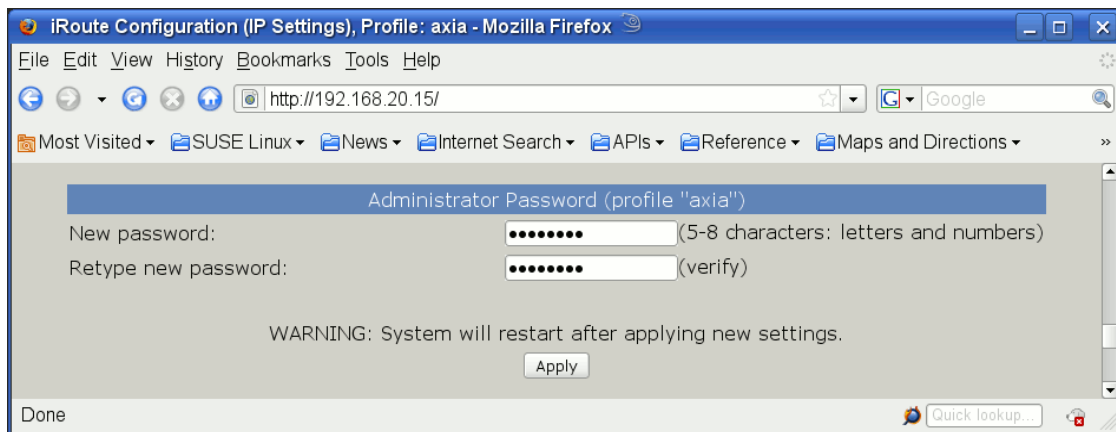 iRoute Configuration (IP Settings), Profile: axia - Mozilla Firefox
File Edit View History Bookmarks Tools Help
http://192.168.20.15/ G Google
Most Visited SUSE Linux News Internet Search APIs Reference Maps and Directions »
Administrator Password (profile "axia")
New password: •••••••• (5-8 characters: letters and numbers)
Retype new password: •••••••• (verify)
WARNING: System will restart after applying new settings.
Apply
Done Quick lookup...